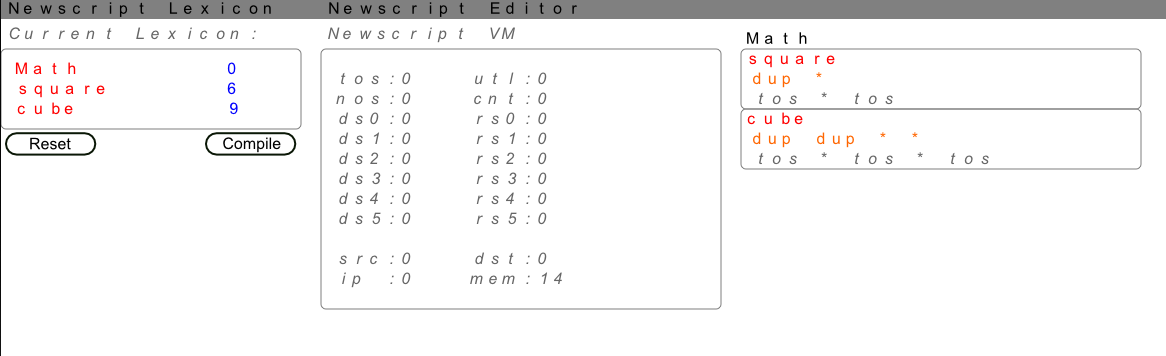 Newscript Lexicon
Current Lexicon:
Math 0
square 6
cube 9
Reset Compile
Newscript Editor
Newscript VM
tos:0 utl:0
nos:0 cnt:0
ds0:0 rs0:0
ds1:0 rs1:0
ds2:0 rs2:0
ds3:0 rs3:0
ds4:0 rs4:0
ds5:0 rs5:0
src:0 dst:0
ip :0 mem:14
Math
square
dup *
tos * tos
cube
dup dup * *
tos * tos * tos